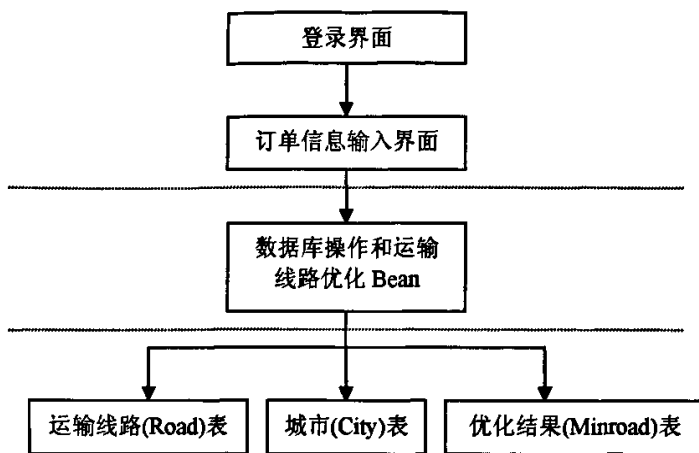 登录界面
订单信息输入界面
数据库操作和运输
线路优化 Bean
运输线路(Road)表
城市(City)表
优化结果(Minroad)表